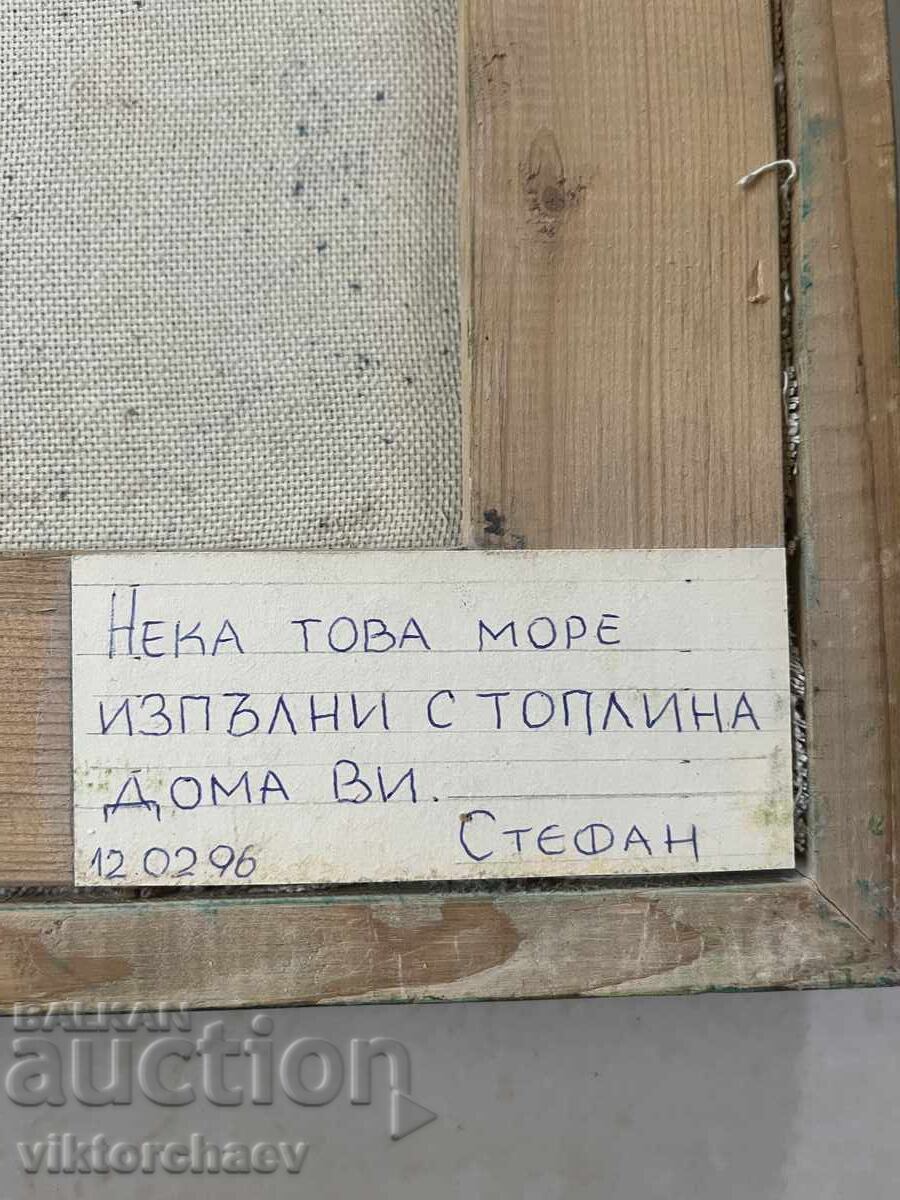 НЕКА ТОВА МОРЕ
ИЗПЪЛНИ С ТОПЛИНА
ДОМА ВИ.
СТЕФАН
12.02.96
BALKAN
auction
viktorchaev